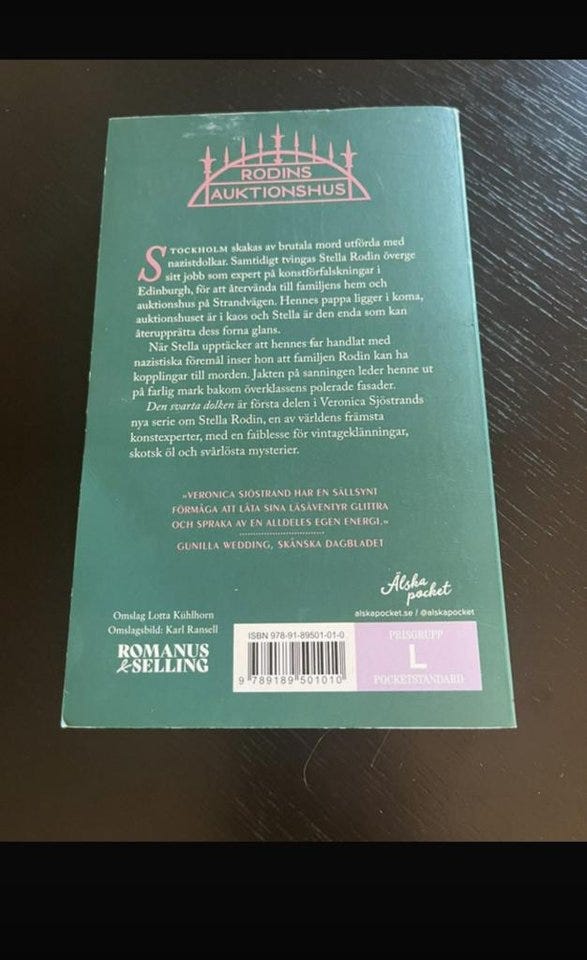 RODINS
AUKTIONSHUS
STOCKHOLM skakas av brutala mord utförda med
nazistdolkar. Samtidigt tvingas Stella Rodin överge
sitt jobb som expert på konstförfalskningar i
Edinburgh, för att återvända till familjens hem och
auktionshus på Strandvägen. Hennes pappa ligger i koma,
auktionshuset är i kaos och Stella är den enda som kan
återupprätta dess forna glans.
När Stella upptäcker att hennes far handlat med
nazistiska föremål inser hon att familjen Rodin kan ha
kopplingar till morden. Jakten på sanningen leder henne ut
på farlig mark bakom överklassens polerade fasader.
Den svarta dolken är första delen i Veronica Sjöstrands
nya serie om Stella Rodin, en av världens främsta
konstexperter, med en faiblesse för vintageklänningar,
skotsk öl och svårlösta mysterier.
»VERONICA SJÖSTRAND HAR EN SÄLLSYNT
FÖRMÅGA ATT LÅTA SINA LÄSÄVENTYR GLITTRA
OCH SPRAKA AV EN ALLDELES EGEN ENERGI.«
GUNILLA WEDDING, SKÅNSKA DAGBLADET
Älska
pocket
alskapocket.se / @alskapocket
Omslag Lotta Kühlhorn
Omslagsbild: Karl Ransell
ROMANUS
& SELLING
ISBN 978-91-89501-01-0
9 789189 501010
PRISGRUPP
L
POCKETSTANDARD